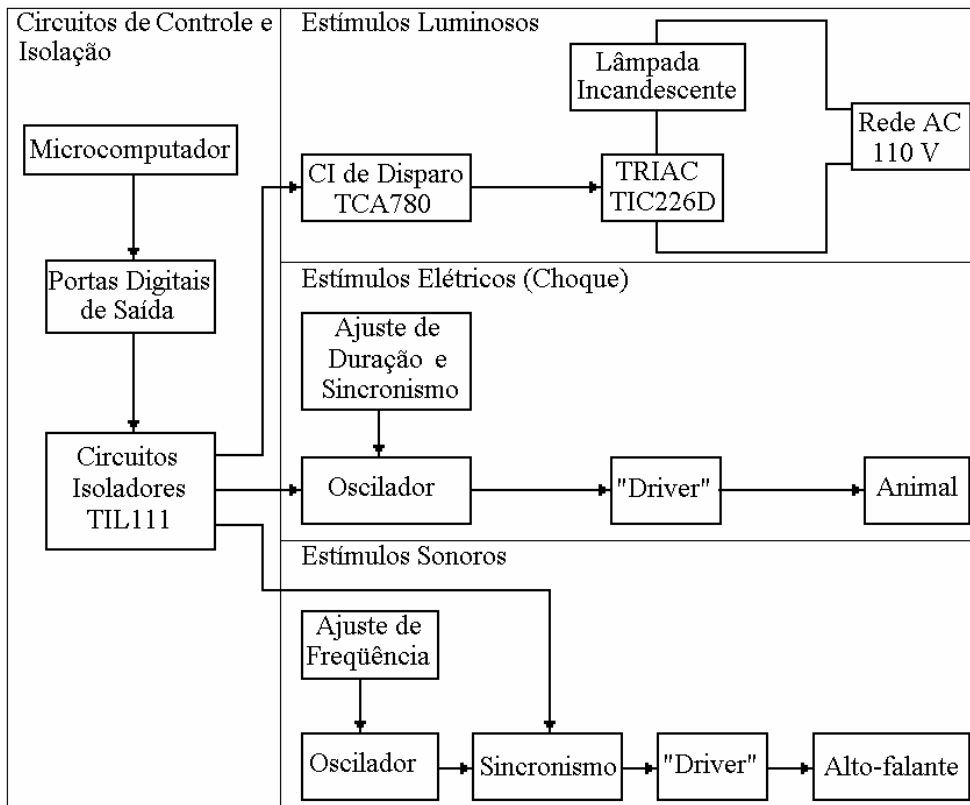 Circuitos de Controle e
Isolação
Microcomputador
Portas Digitais
de Saída
Circuitos
Isoladores
TIL111
Estímulos Luminosos
Lâmpada
Incandescente
Rede AC
110 V
CI de Disparo
TCA780
TRIAC
TIC226D
Estímulos Elétricos (Choque)
Ajuste de
Duração e
Sincronismo
Oscilador
"Driver"
Animal
Estímulos Sonoros
Ajuste de
Freqüência
Oscilador
Sincronismo
"Driver"
Alto-falante